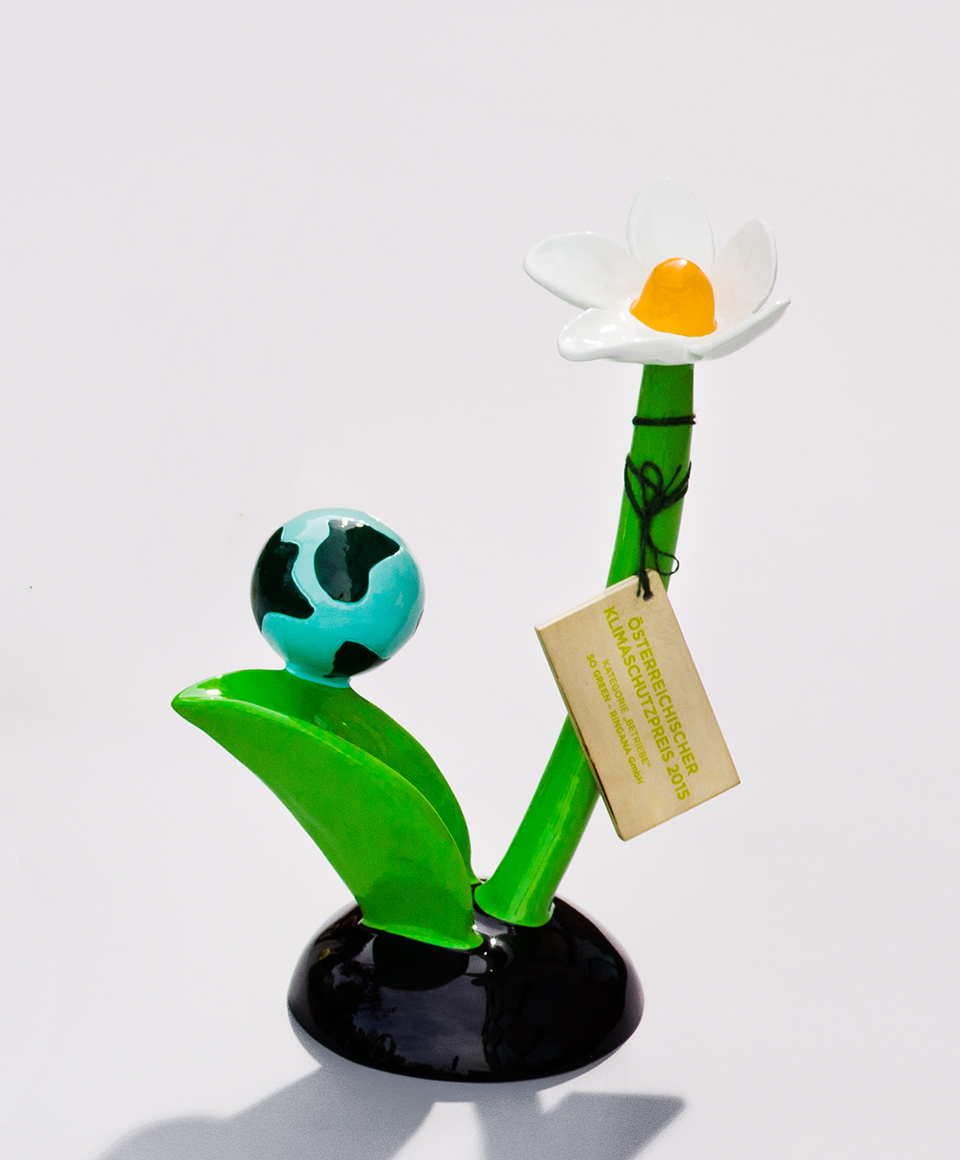 ÖSTERREICHISCHER
KLIMASCHUTZPREIS 2015
KATEGORIE „BETRIEBE“
SO GREEN – RINGANA GmbH